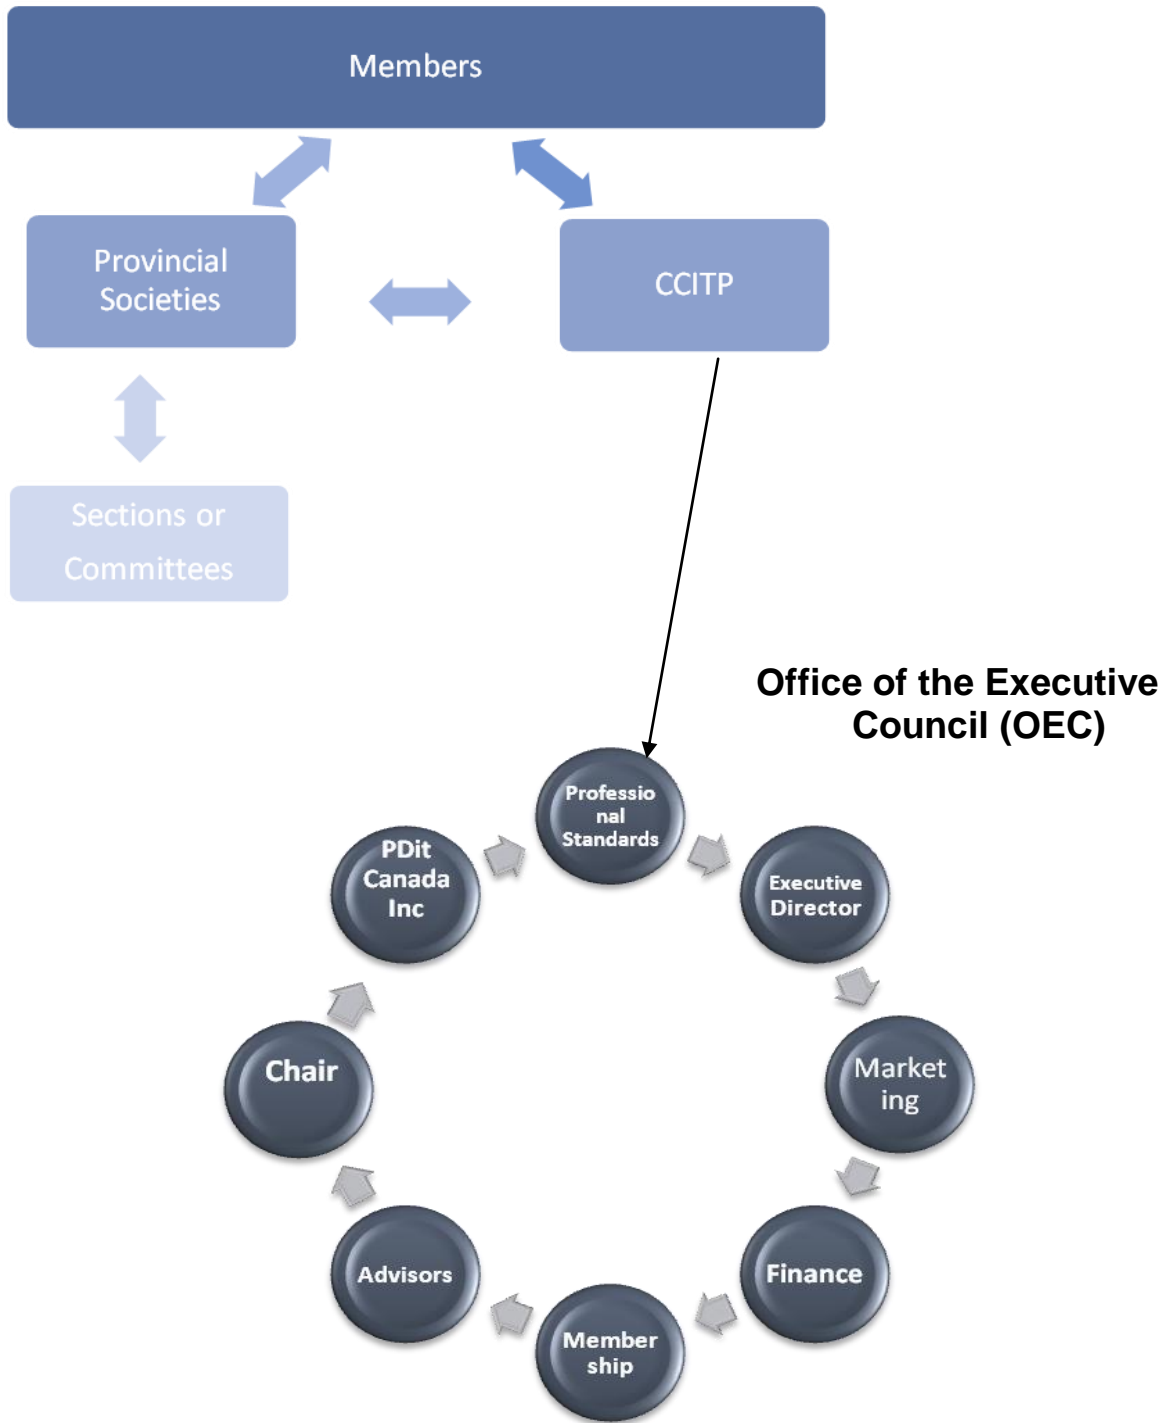 Members
Provincial
Societies
CCITP
Sections or
Committees
Office of the Executive
Council (OEC)
Professio
nal
Standards
PDit
Canada
Inc
Executive
Director
Chair
Market
ing
Advisors
Finance
Member
ship